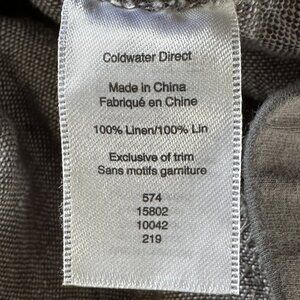 Coldwater Direct
Made in China
Fabriqué en Chine
100% Linen/100% Lin
Exclusive of trim
Sans motifs garniture
574
15802
10042
219